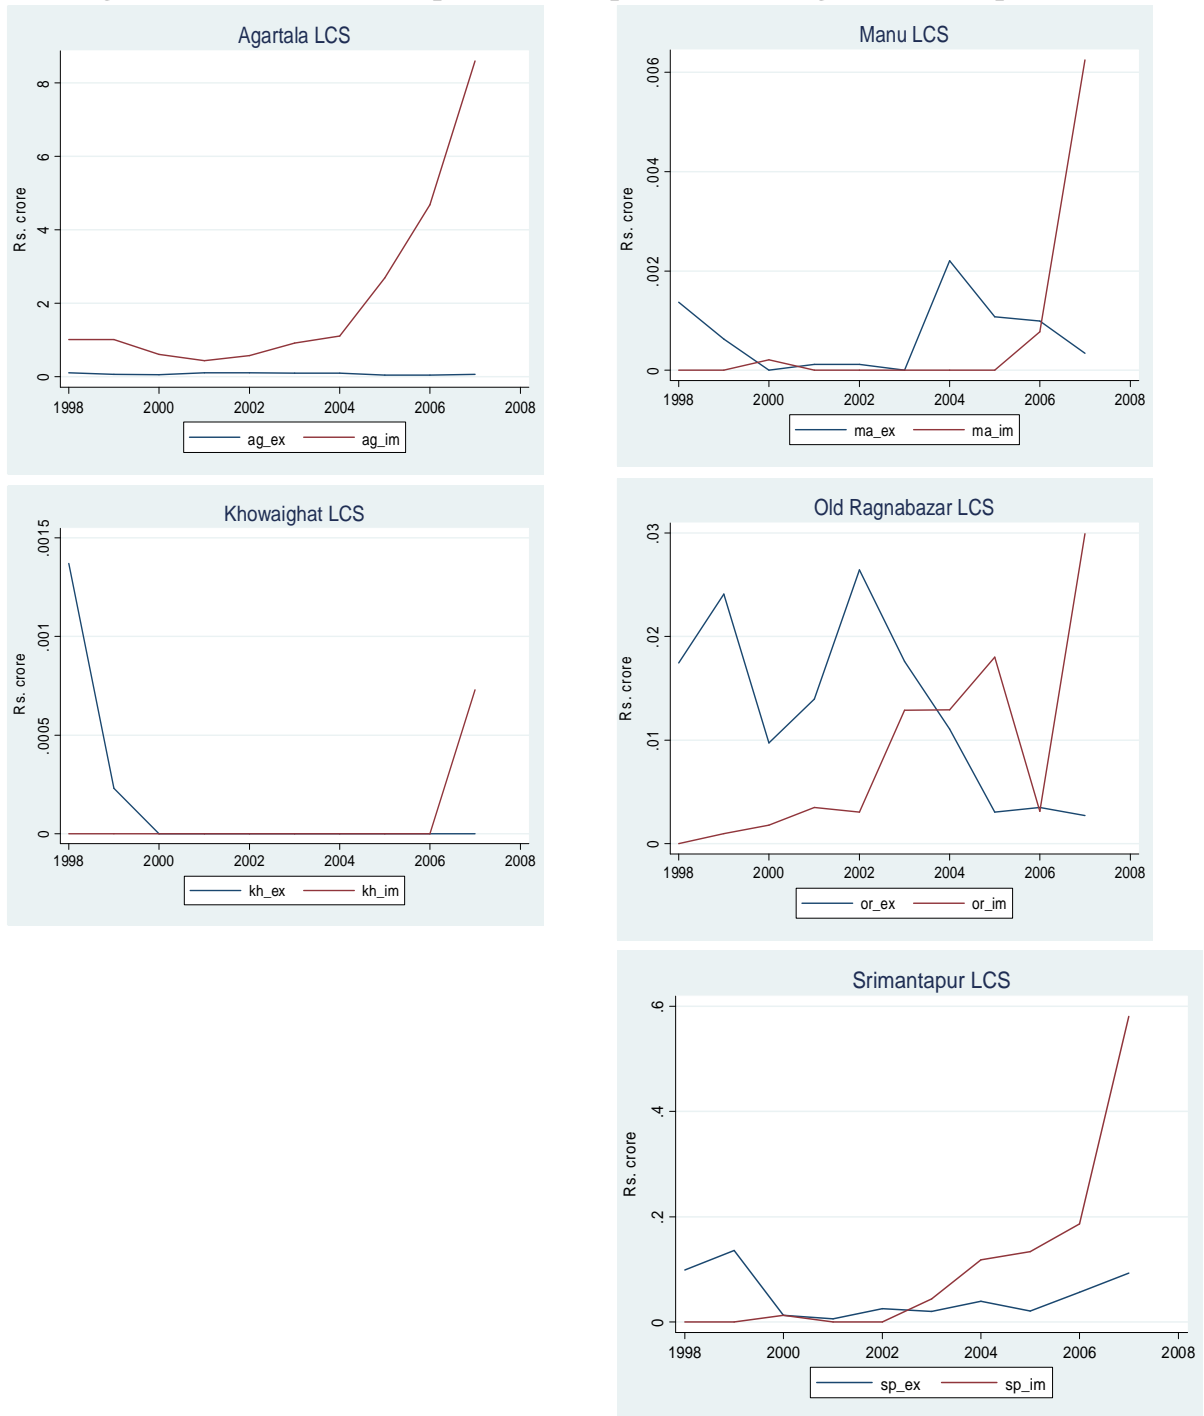 Agartala LCS
Rs. crore
8
6
4
2
0
1998 2000 2002 2004 2006 2008
ag_ex ag_im
Manu LCS
Rs. crore
.006
.004
.002
0
1998 2000 2002 2004 2006 2008
ma_ex ma_im
Khowaighat LCS
Rs. crore
.0015
.001
.0005
0
1998 2000 2002 2004 2006 2008
kh_ex kh_im
Old Ragnabazar LCS
Rs. crore
.03
.02
.01
0
1998 2000 2002 2004 2006 2008
or_ex or_im
Srimantapur LCS
Rs. crore
.6
.4
.2
0
1998 2000 2002 2004 2006 2008
sp_ex sp_im